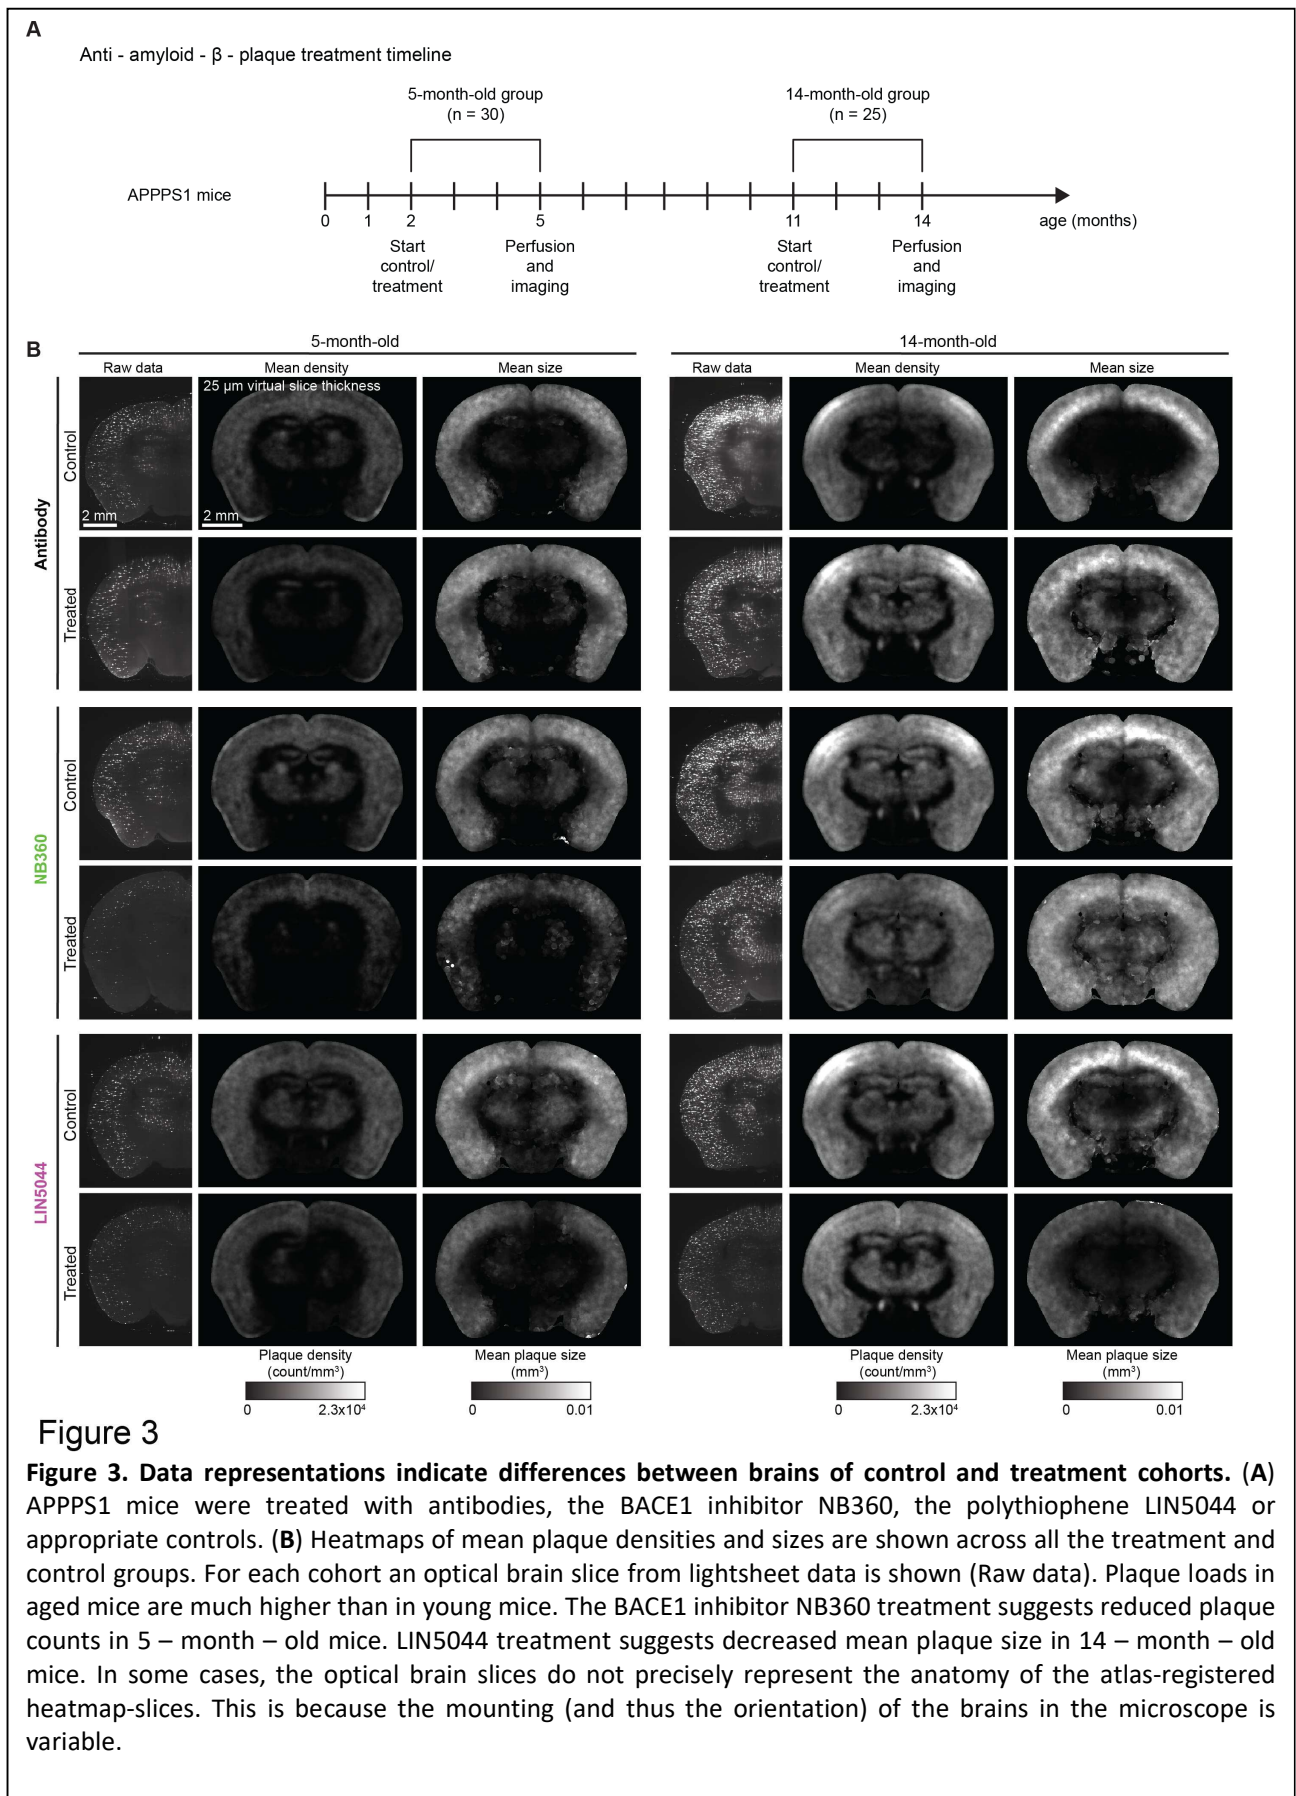 A
Anti - amyloid - β - plaque treatment timeline
5-month-old group
(n = 30)
14-month-old group
(n = 25)
APPPS1 mice
0 1 2 5 11 14 age (months)
Start
control/
treatment
Perfusion
and
imaging
Start
control/
treatment
Perfusion
and
imaging
B
5-month-old
14-month-old
Raw data Mean density Mean size Raw data Mean density Mean size
25 µm virtual slice thickness
2 mm 2 mm
Antibody
Control
Treated
NB360
Control
Treated
LIN5044
Control
Treated
Plaque density
(count/mm³)
0 2.3x10⁴
Mean plaque size
(mm³)
0 0.01
Plaque density
(count/mm³)
0 2.3x10⁴
Mean plaque size
(mm³)
0 0.01
Figure 3
Figure 3. Data representations indicate differences between brains of control and treatment cohorts. (A)
APPPS1 mice were treated with antibodies, the BACE1 inhibitor NB360, the polythiophene LIN5044 or
appropriate controls. (B) Heatmaps of mean plaque densities and sizes are shown across all the treatment and
control groups. For each cohort an optical brain slice from lightsheet data is shown (Raw data). Plaque loads in
aged mice are much higher than in young mice. The BACE1 inhibitor NB360 treatment suggests reduced plaque
counts in 5 – month – old mice. LIN5044 treatment suggests decreased mean plaque size in 14 – month – old
mice. In some cases, the optical brain slices do not precisely represent the anatomy of the atlas-registered
heatmap-slices. This is because the mounting (and thus the orientation) of the brains in the microscope is
variable.